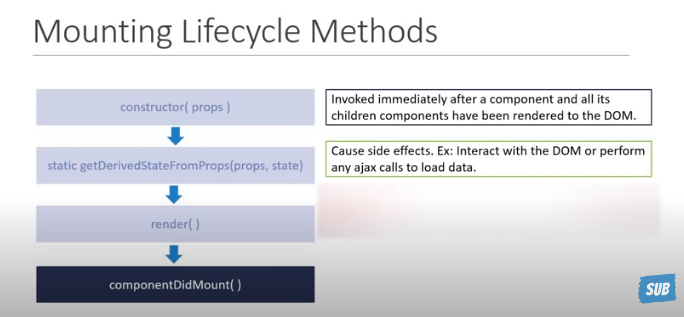 Mounting Lifecycle Methods
constructor( props )
static getDerivedStateFromProps(props, state)
render( )
componentDidMount( )
Invoked immediately after a component and all its
children components have been rendered to the DOM.
Cause side effects. Ex: Interact with the DOM or perform
any ajax calls to load data.
SUB